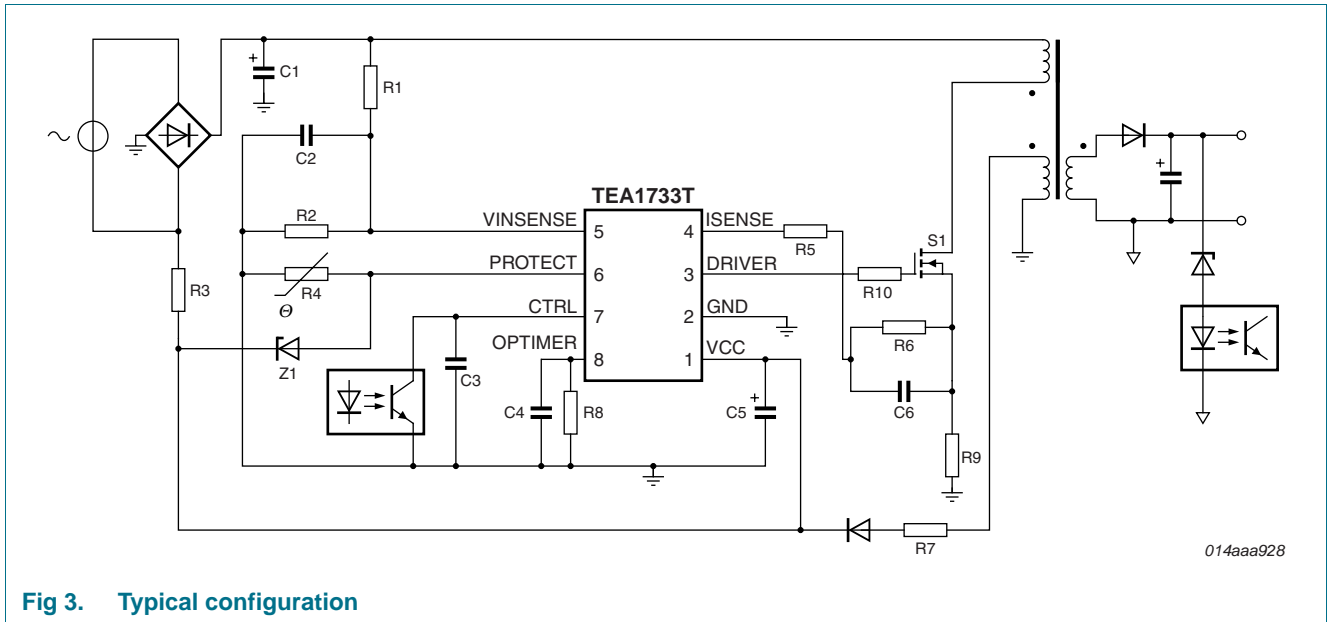 C1
R1
C2
TEA1733T
R2
VINSENSE
5
4
ISENSE
R5
S1
PROTECT
6
3
DRIVER
R10
R3
R4
Θ
CTRL
7
2
GND
R6
Z1
OPTIMER
8
1
VCC
C3
C4
R8
C5
C6
R9
R7
014aaa928
Fig 3. Typical configuration